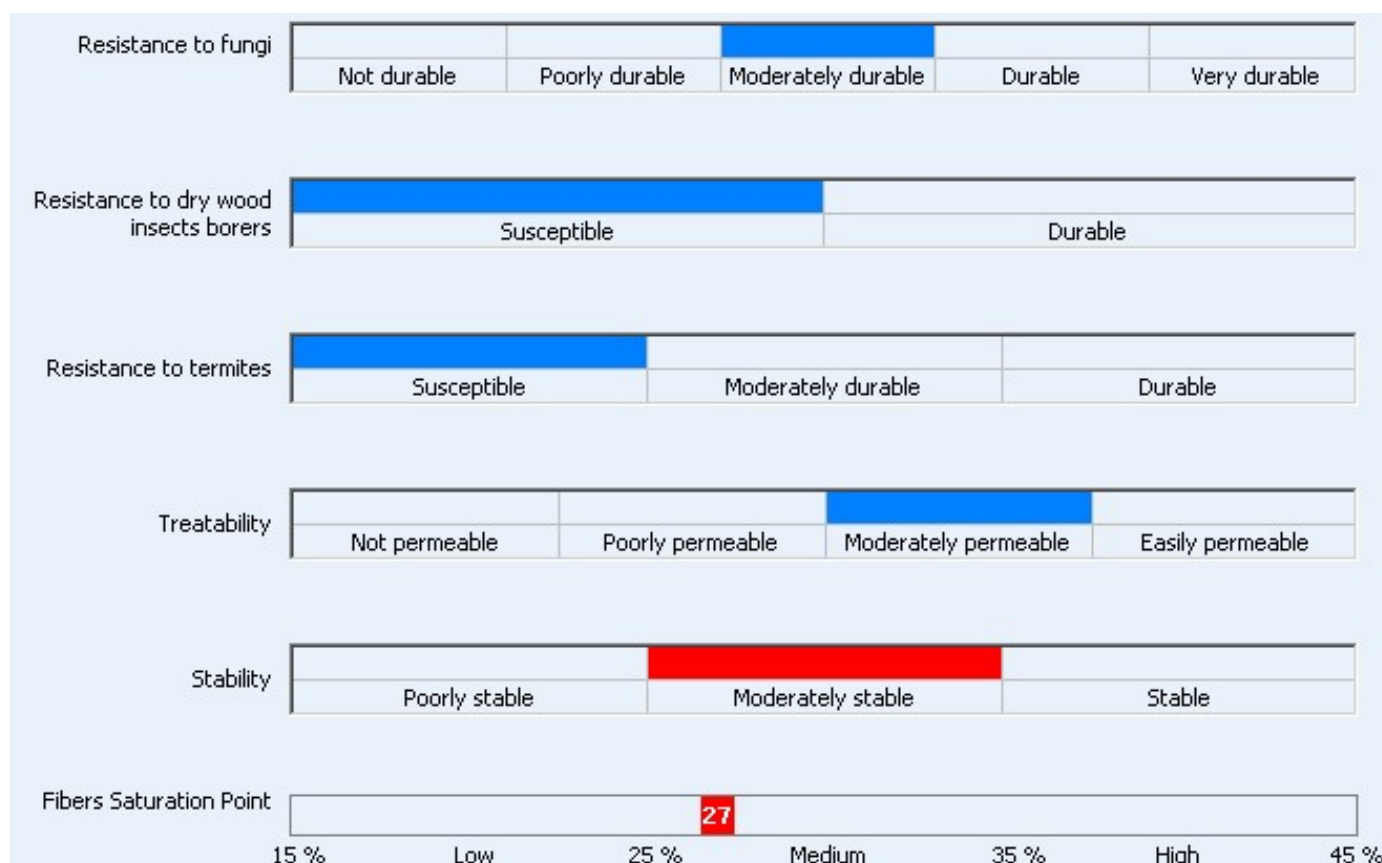 Resistance to fungi
Not durable Poorly durable Moderately durable Durable Very durable
Resistance to dry wood
insects borers
Susceptible Durable
Resistance to termites
Susceptible Moderately durable Durable
Treatability
Not permeable Poorly permeable Moderately permeable Easily permeable
Stability
Poorly stable Moderately stable Stable
Fibers Saturation Point
27
15 % Low 25 % Medium 35 % High 45 %